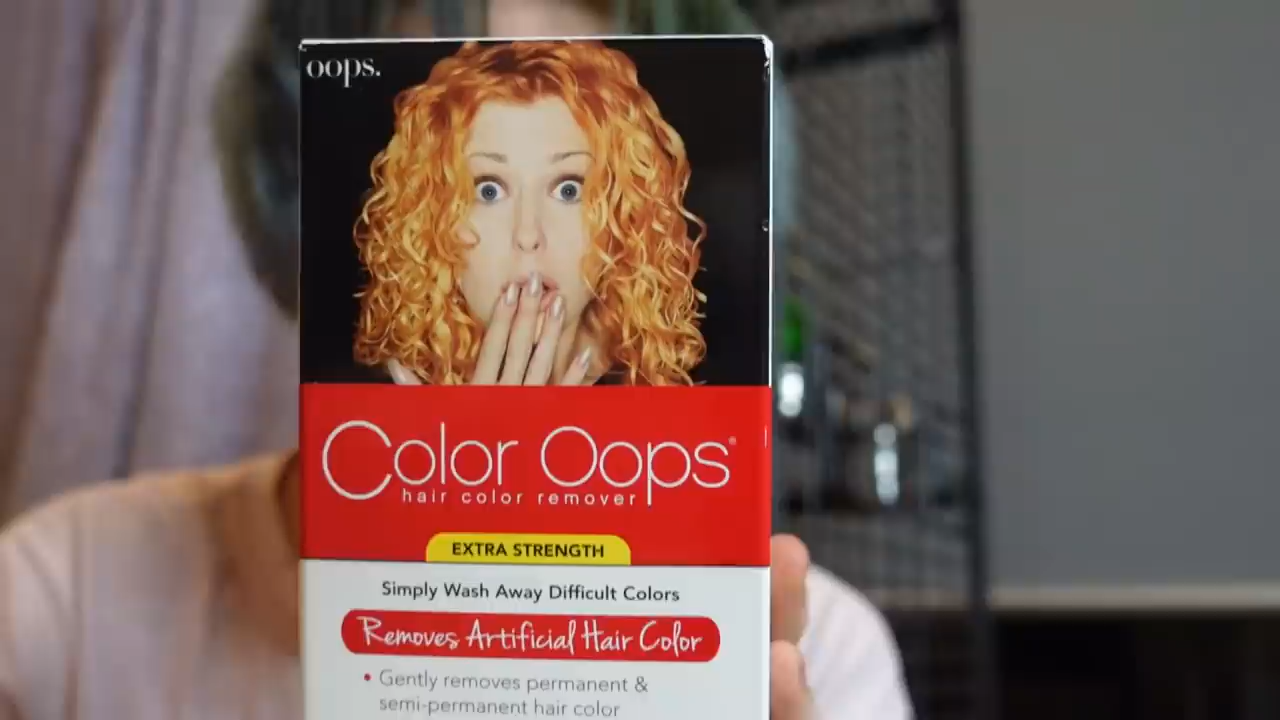 oops.
Color Oops®
hair color remover
EXTRA STRENGTH
Simply Wash Away Difficult Colors
Removes Artificial Hair Color
• Gently removes permanent &
semi-permanent hair color